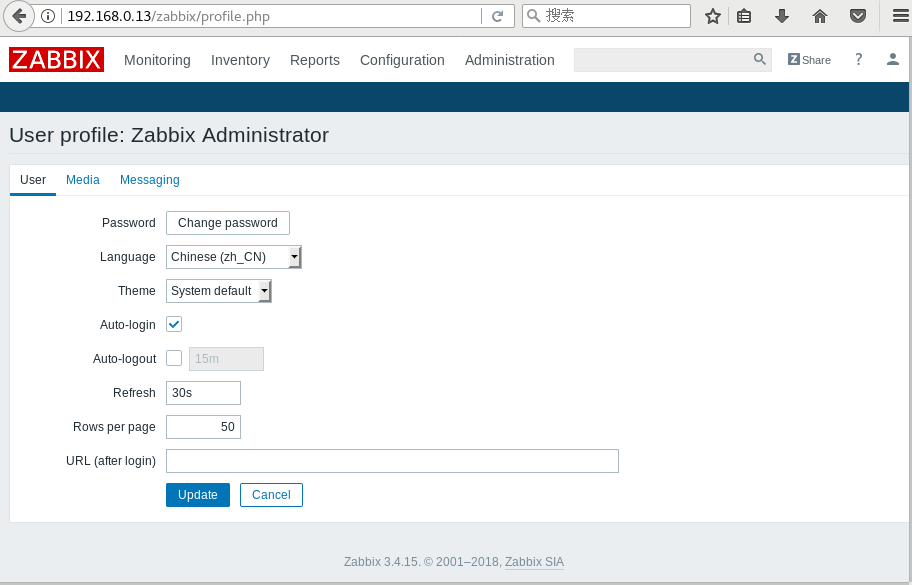 192.168.0.13/zabbix/profile.php 搜索
ZABBIX Monitoring Inventory Reports Configuration Administration Z Share ?
User profile: Zabbix Administrator
User Media Messaging
Password Change password
Language Chinese (zh_CN)
Theme System default
Auto-login
Auto-logout 15m
Refresh 30s
Rows per page 50
URL (after login)
Update Cancel
Zabbix 3.4.15. © 2001–2018, Zabbix SIA